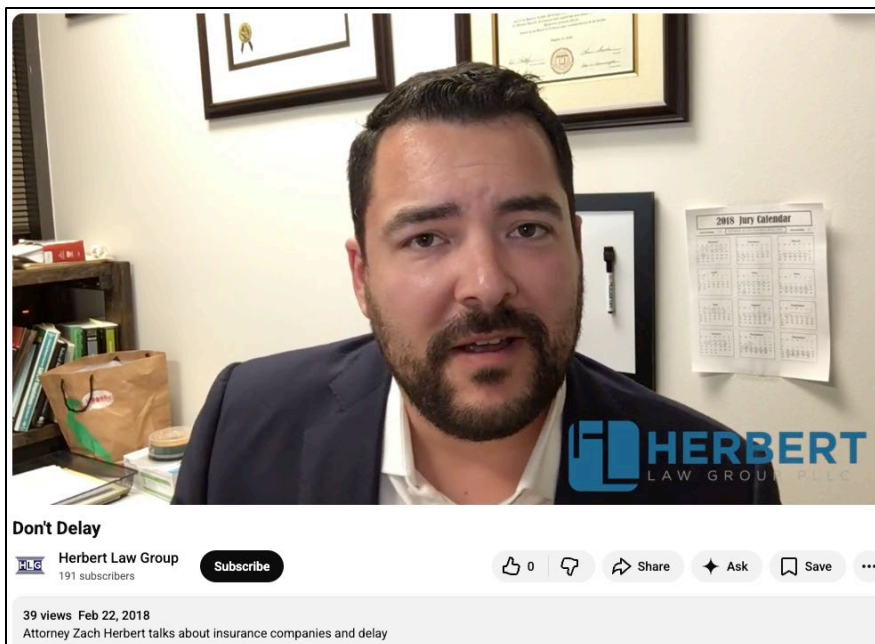 2018 Jury Calendar
HERBERT
LAW GROUP PLLC
Don't Delay
HLG
Herbert Law Group
191 subscribers
Subscribe
0
Share
Ask
Save
39 views Feb 22, 2018
Attorney Zach Herbert talks about insurance companies and delay